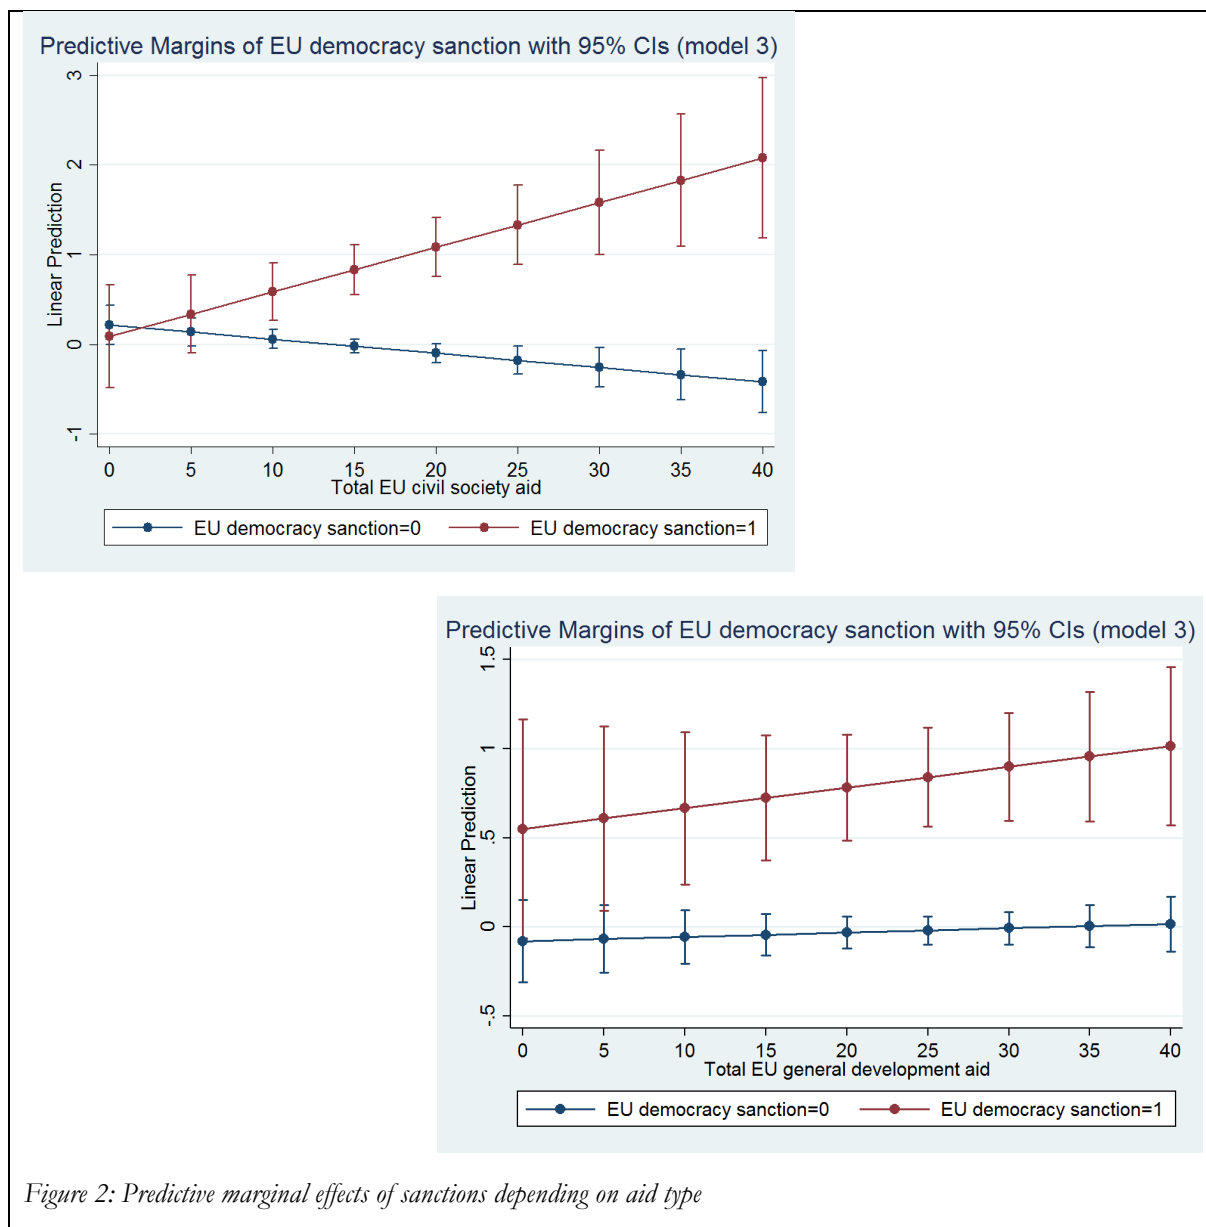 Predictive Margins of EU democracy sanction with 95% CIs (model 3)
Linear Prediction
3
2
1
0
-1
0 5 10 15 20 25 30 35 40
Total EU civil society aid
EU democracy sanction=0 EU democracy sanction=1
Predictive Margins of EU democracy sanction with 95% CIs (model 3)
Linear Prediction
1.5
1
.5
0
-.5
0 5 10 15 20 25 30 35 40
Total EU general development aid
EU democracy sanction=0 EU democracy sanction=1
Figure 2: Predictive marginal effects of sanctions depending on aid type